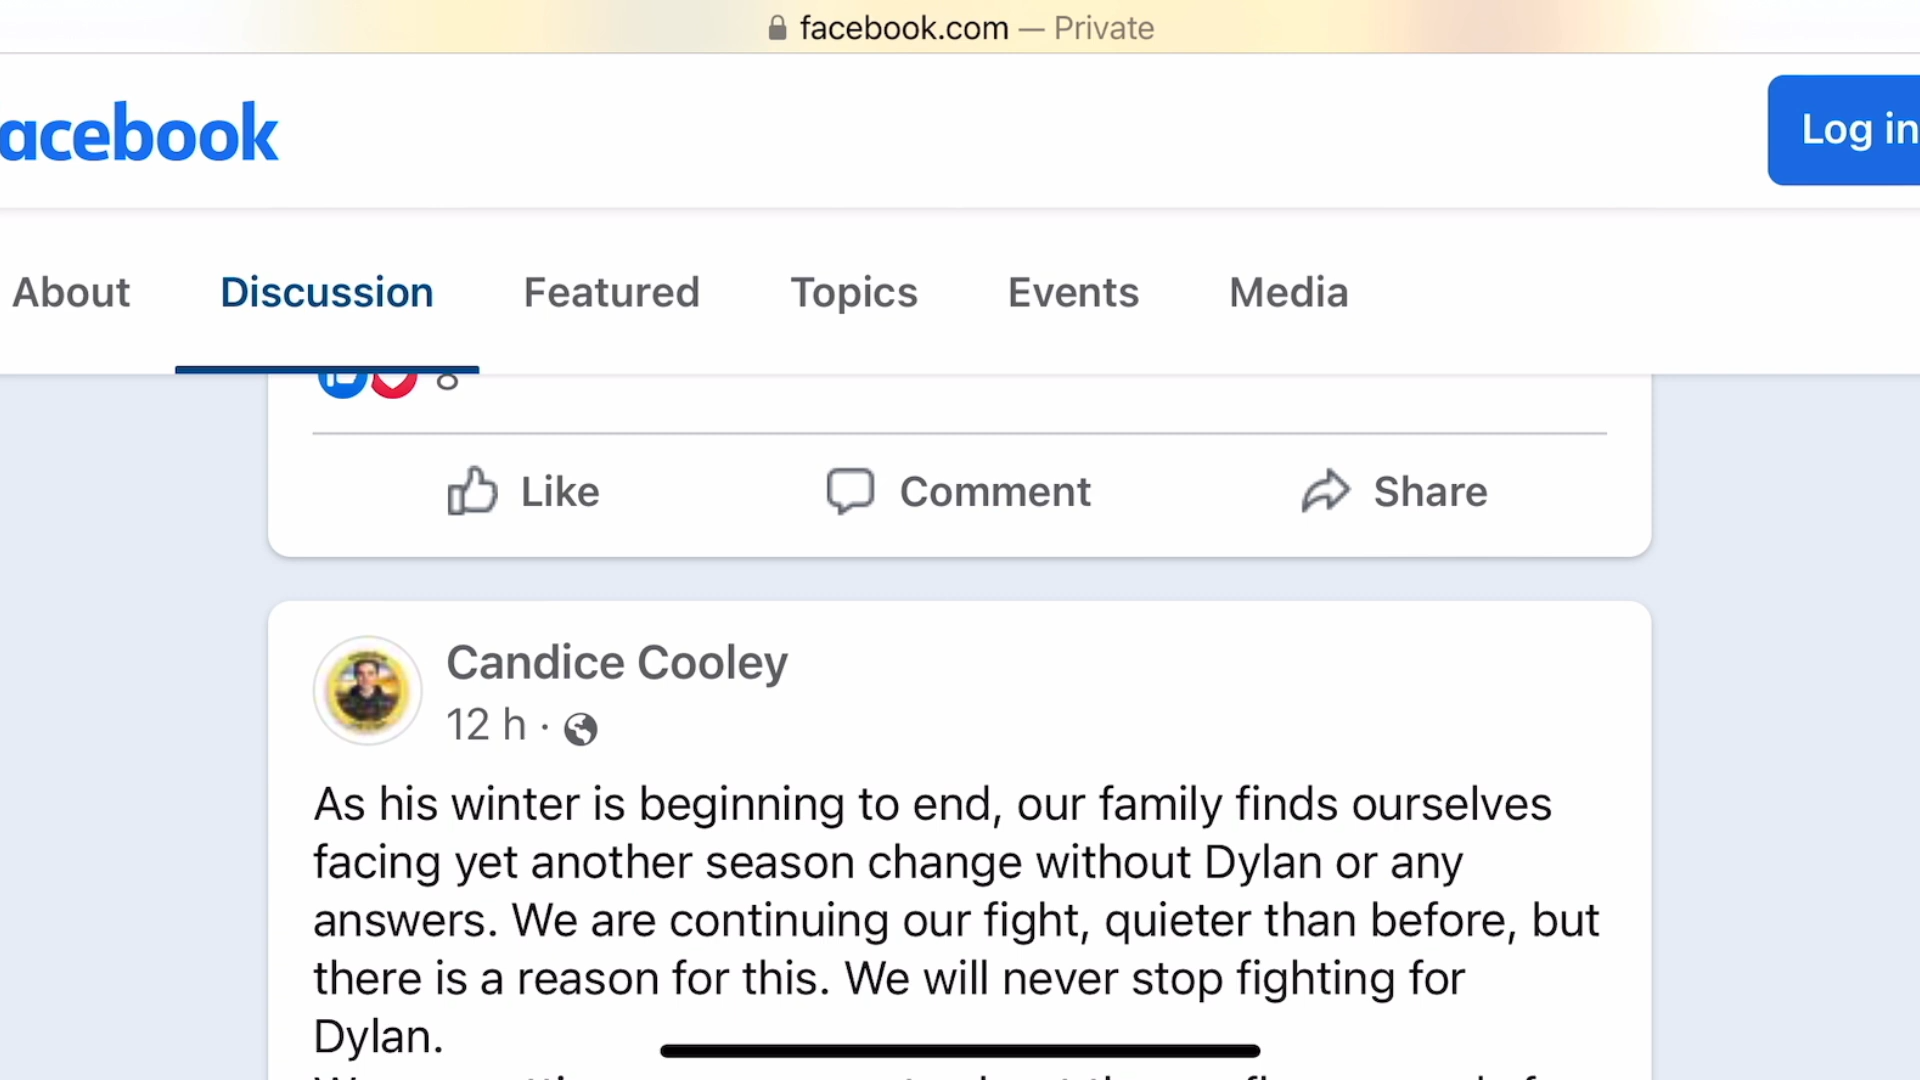 facebook.com — Private
acebook
Log in
About Discussion Featured Topics Events Media
8
Like Comment Share
Candice Cooley
12 h ·
As his winter is beginning to end, our family finds ourselves
facing yet another season change without Dylan or any
answers. We are continuing our fight, quieter than before, but
there is a reason for this. We will never stop fighting for
Dylan.